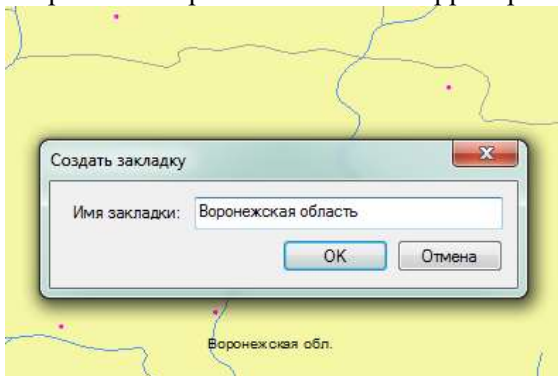 Создать закладку
Имя закладки: Воронежская область
OK Отмена
Воронежская обл.